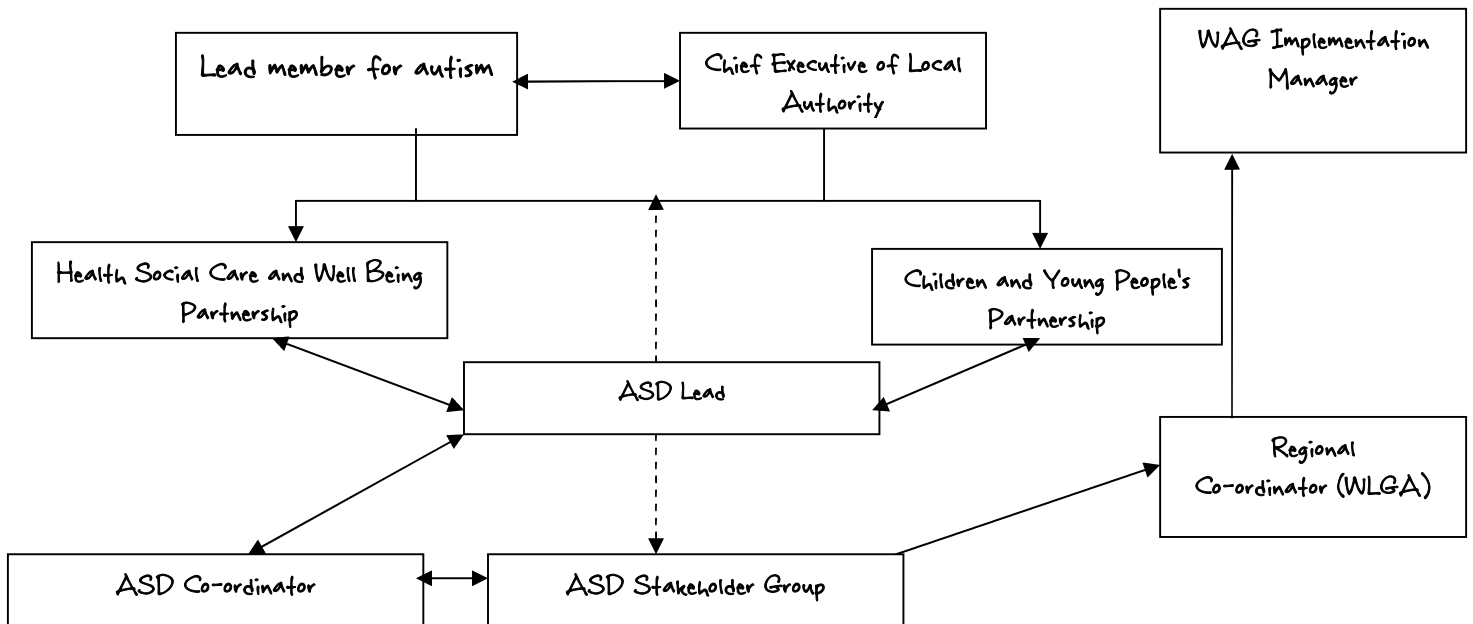 Lead member for autism
Chief Executive of Local
Authority
WAG Implementation
Manager
Health Social Care and Well Being
Partnership
Children and Young People's
Partnership
ASD Lead
Regional
Co-ordinator (WLGA)
ASD Co-ordinator
ASD Stakeholder Group